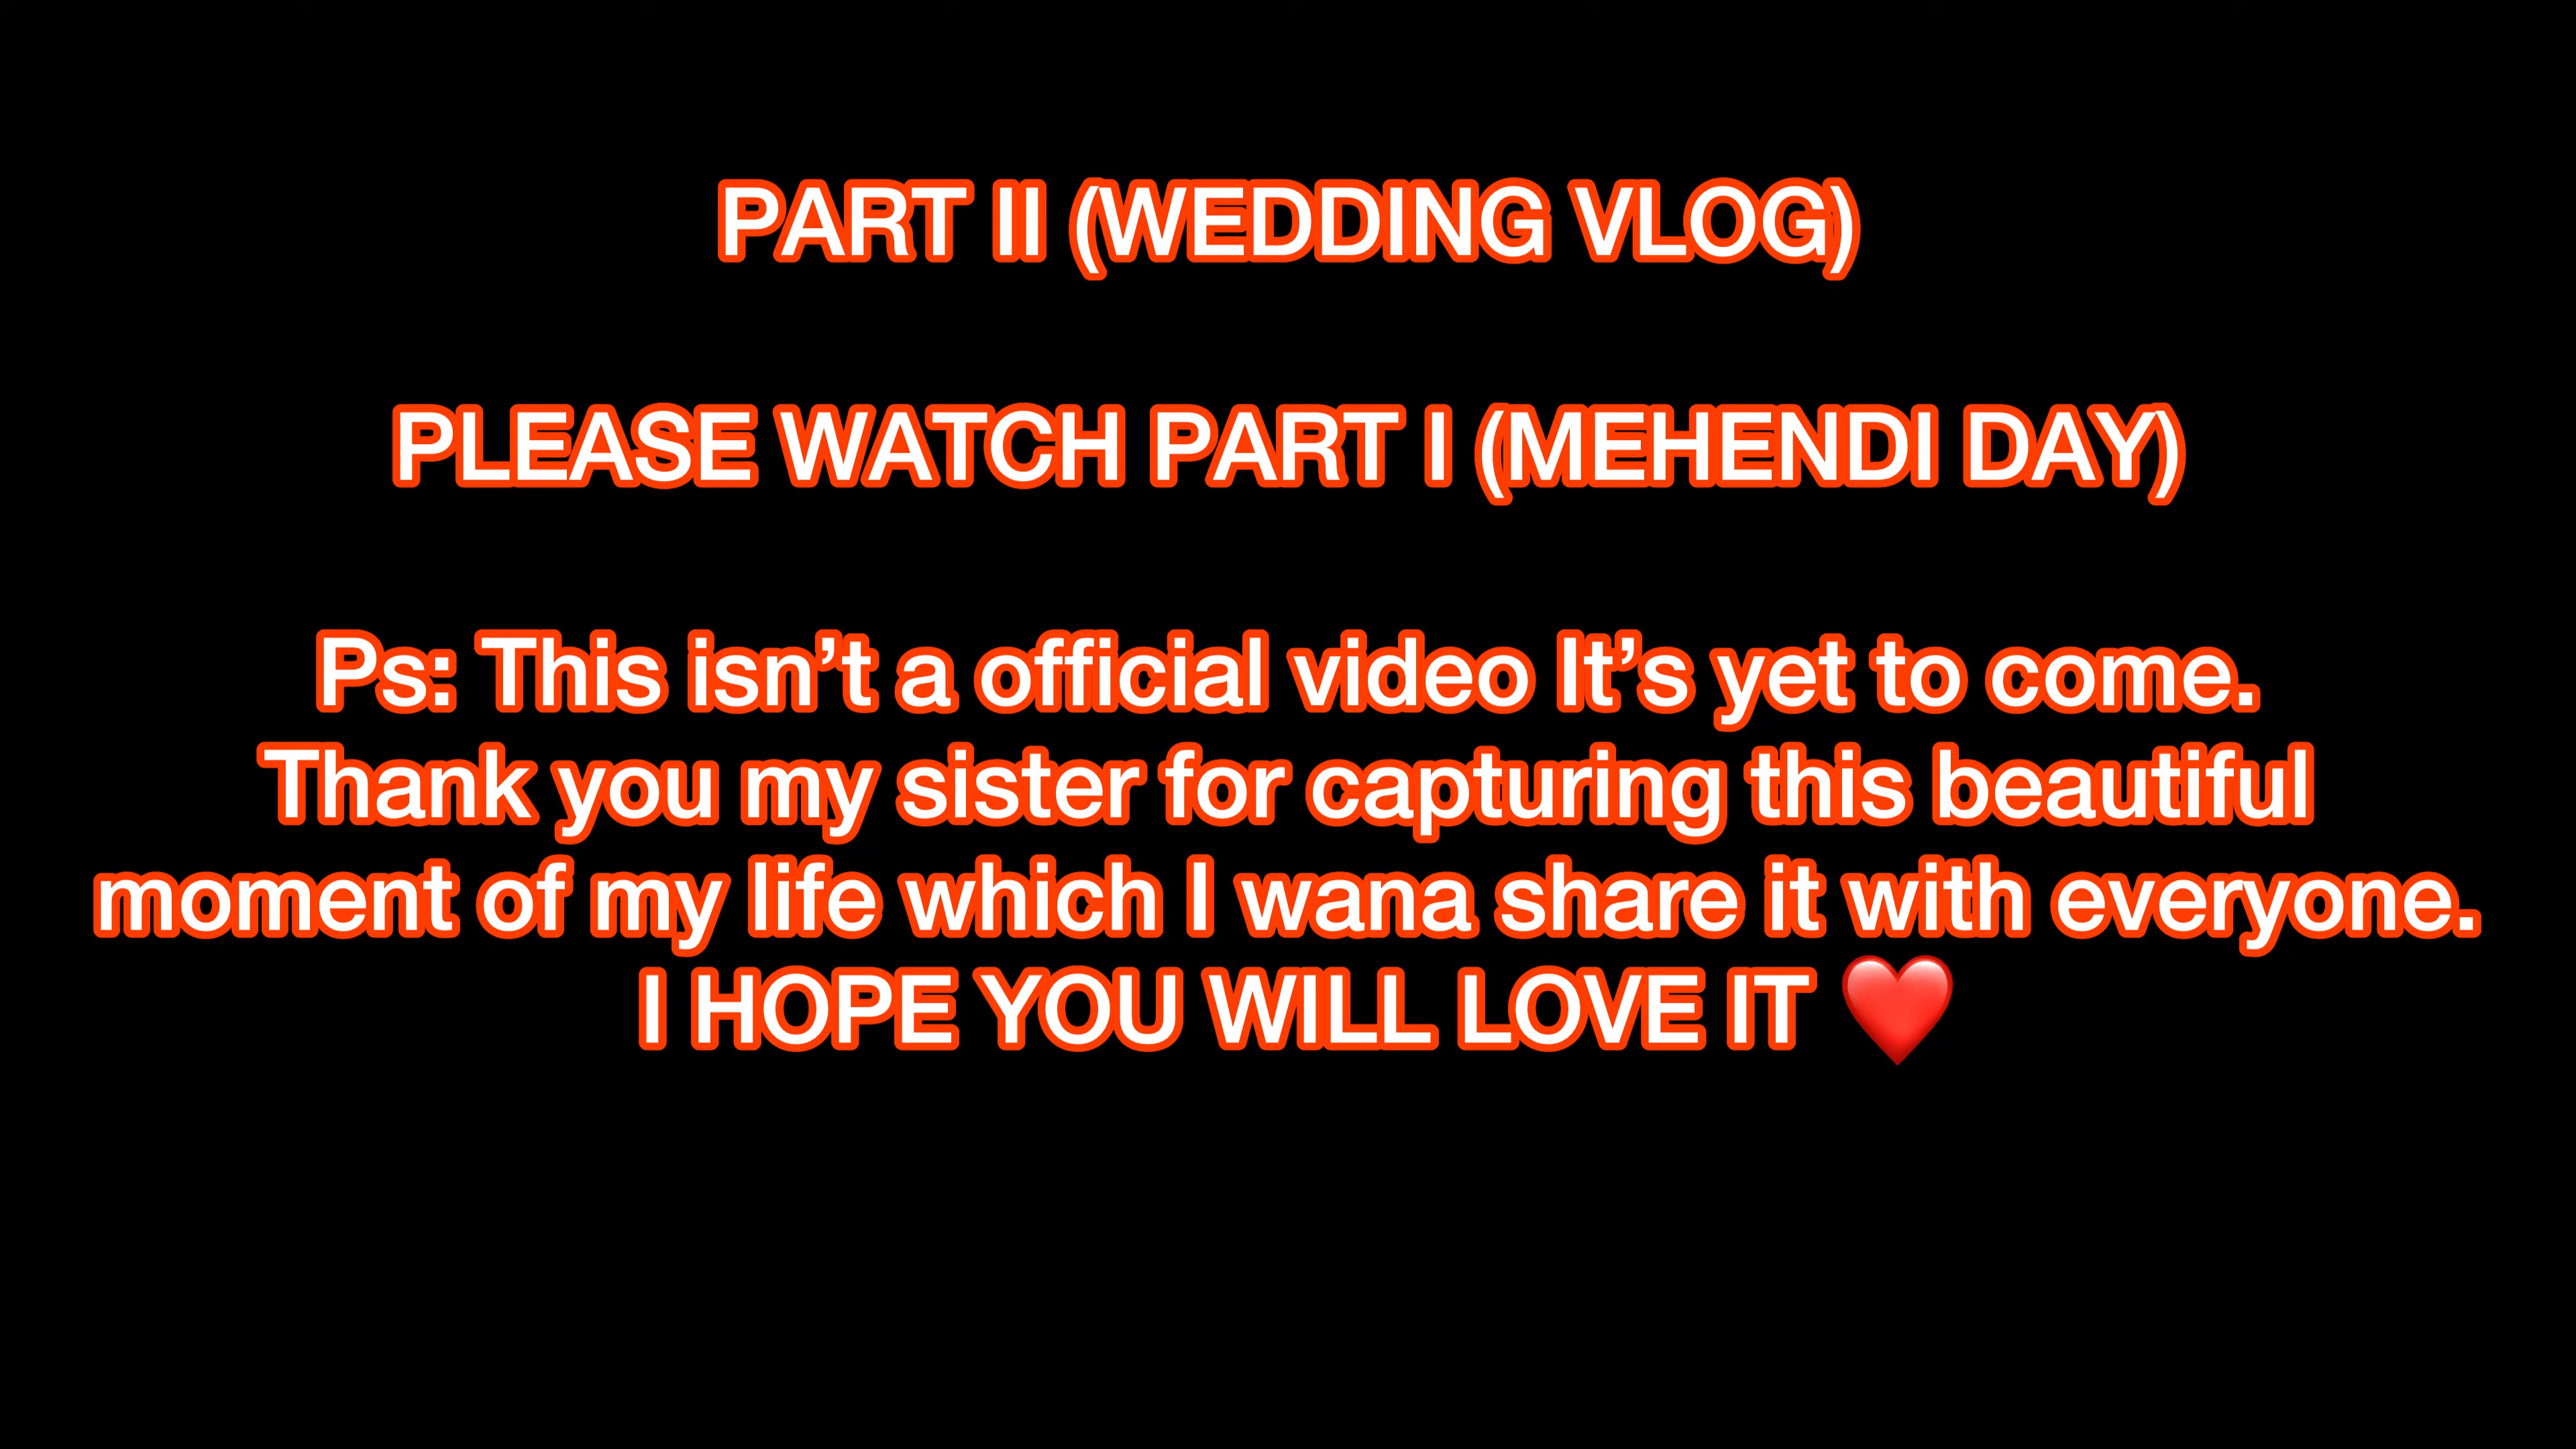 PART II (WEDDING VLOG)
PLEASE WATCH PART I (MEHENDI DAY)
Ps: This isn’t a official video It’s yet to come.
Thank you my sister for capturing this beautiful
moment of my life which I wana share it with everyone.
I HOPE YOU WILL LOVE IT ❤️